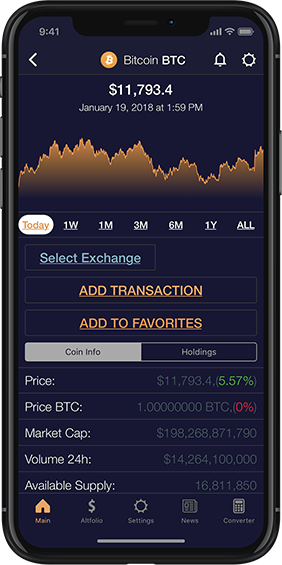 9:41
Bitcoin BTC
$11,793.4
January 19, 2018 at 1:59 PM
Today 1W 1M 3M 6M 1Y ALL
Select Exchange
ADD TRANSACTION
ADD TO FAVORITES
Coin Info Holdings
Price: $11,793.4,(5.57%)
Price BTC: 1.00000000 BTC,(0%)
Market Cap: $198,268,871,790
Volume 24h: $14,264,100,000
Available Supply: 16,811,850
Main Altfolio Settings News Converter